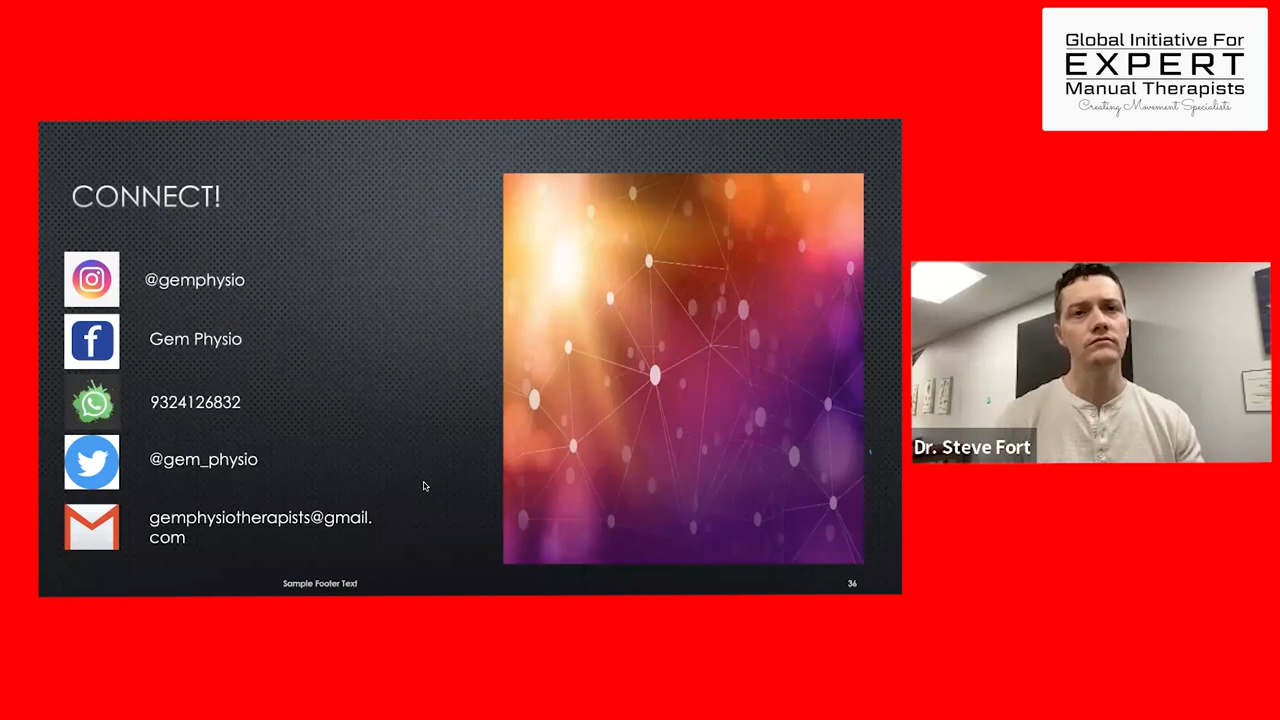 Global Initiative For
EXPERT
Manual Therapists
Creating Movement Specialists
CONNECT!
@gemphysio
Gem Physio
9324126832
@gem_physio
gemphysiotherapists@gmail.
com
Sample Footer Text
36
Dr. Steve Fort